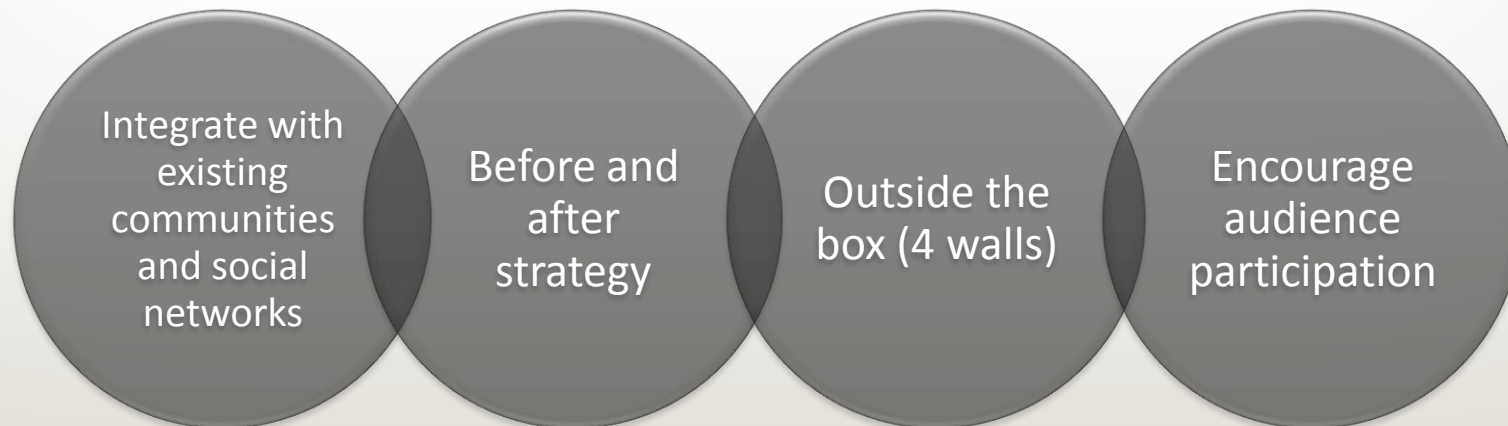 Integrate with
existing
communities
and social
networks
Before and
after
strategy
Outside the
box (4 walls)
Encourage
audience
participation